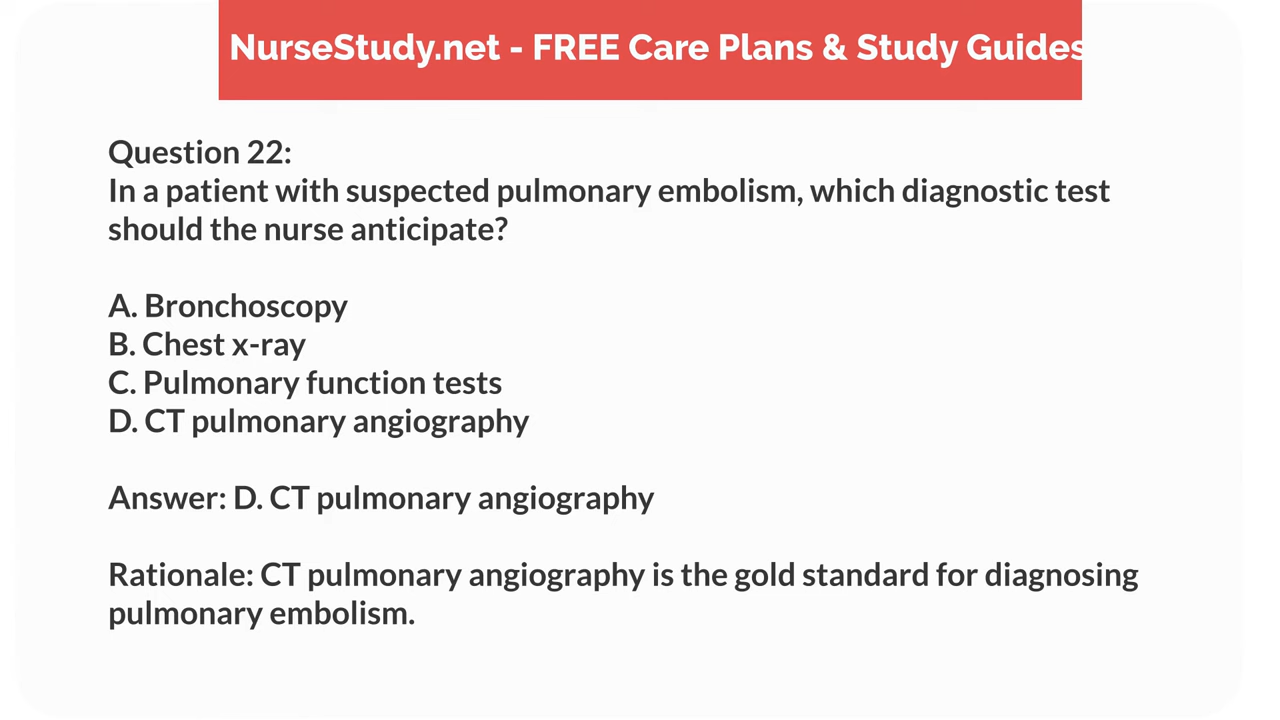 NurseStudy.net - FREE Care Plans & Study Guides
Question 22:
In a patient with suspected pulmonary embolism, which diagnostic test
should the nurse anticipate?
A. Bronchoscopy
B. Chest x-ray
C. Pulmonary function tests
D. CT pulmonary angiography
Answer: D. CT pulmonary angiography
Rationale: CT pulmonary angiography is the gold standard for diagnosing
pulmonary embolism.